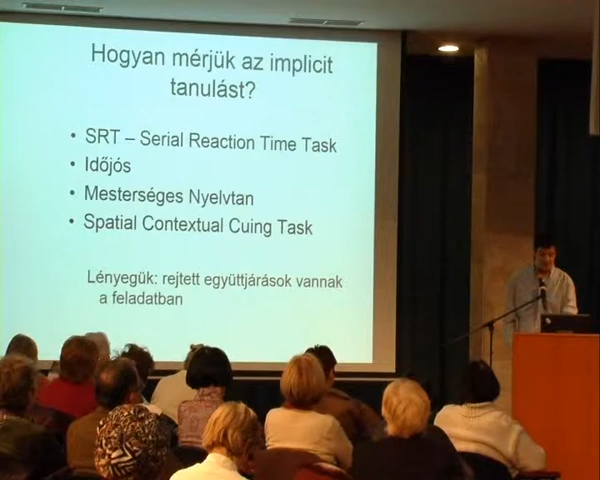 Hogyan mérjük az implicit
tanulást?
• SRT – Serial Reaction Time Task
• Időjós
• Mesterséges Nyelvtan
• Spatial Contextual Cuing Task
Lényegük: rejtett együttjárások vannak
a feladatban